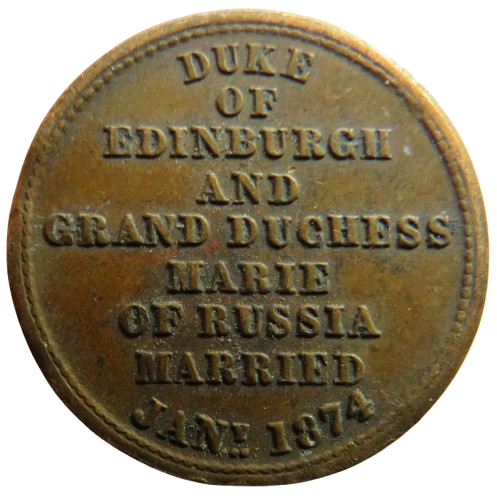 DUKE
OF
EDINBURGH
AND
GRAND DUCHESS
MARIE
OF RUSSIA
MARRIED
JANY. 1874